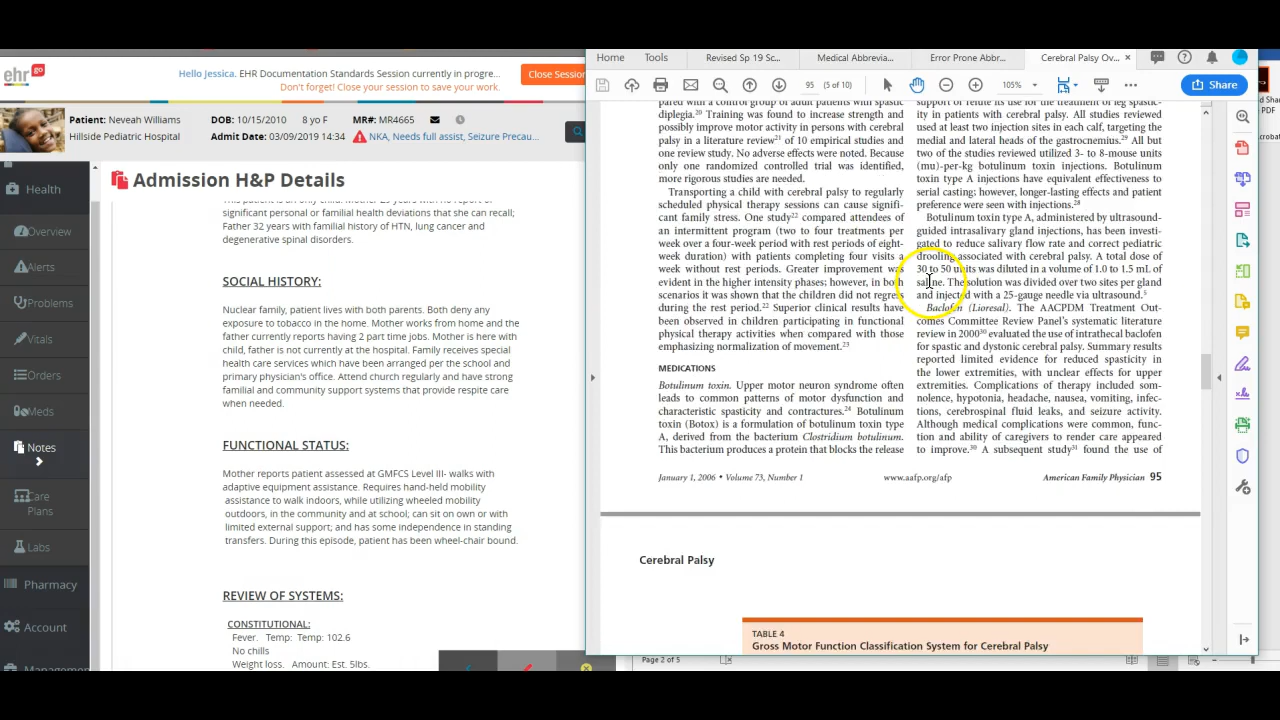 ehr go
Hello Jessica. EHR Documentation Standards Session currently in progre...
Don't forget! Close your session to save your work.
Close Session
Patient: Neveah Williams
Hillside Pediatric Hospital
DOB: 10/15/2010 8 yo F
Admit Date: 03/09/2019 14:34
MR#: MR4665
NKA, Needs full assist, Seizure Precau...
Health
Overview
Alerts
Problems
Vitals
Orders
Meds
Notes
Care
Plans
Labs
Pharmacy
Account
Management
Admission H&P Details
significant personal or familial health deviations that she can recall;
Father 32 years with familial history of HTN, lung cancer and
degenerative spinal disorders.
SOCIAL HISTORY:
Nuclear family, patient lives with both parents. Both deny any
exposure to tobacco in the home. Mother works from home and the
father currently reports having 2 part time jobs. Mother is here with
child, father is not currently at the hospital. Family receives special
health care services which have been arranged per the school and
primary physician's office. Attend church regularly and have strong
familial and community support systems that provide respite care
when needed.
FUNCTIONAL STATUS:
Mother reports patient assessed at GMFCS Level III- walks with
adaptive equipment assistance. Requires hand-held mobility
assistance to walk indoors, while utilizing wheeled mobility
outdoors, in the community and at school; can sit on own or with
limited external support; and has some independence in standing
transfers. During this episode, patient has been wheel-chair bound.
REVIEW OF SYSTEMS:
CONSTITUTIONAL:
Fever. Temp: Temp: 102.6
No chills
Weight loss. Amount: Est. 5lbs.
Home
Tools
Revised Sp 19 Sc...
Medical Abbrevia...
Error Prone Abbr...
Cerebral Palsy Ov...
95
(5 of 10)
105%
Share
pared with a control group of adult patients with spastic
diplegia.20 Training was found to increase strength and
possibly improve motor activity in persons with cerebral
palsy in a literature review21 of 10 empirical studies and
one review study. No adverse effects were noted. Because
only one randomized controlled trial was identified,
more rigorous studies are needed.
Transporting a child with cerebral palsy to regularly
scheduled physical therapy sessions can cause signifi-
cant family stress. One study22 compared attendees of
an intermittent program (two to four treatments per
week over a four-week period with rest periods of eight-
week duration) with patients completing four visits a
week without rest periods. Greater improvement was
evident in the higher intensity phases; however, in both
scenarios it was shown that the children did not regress
during the rest period.22 Superior clinical results have
been observed in children participating in functional
physical therapy activities when compared with those
emphasizing normalization of movement.23
MEDICATIONS
Botulinum toxin. Upper motor neuron syndrome often
leads to common patterns of motor dysfunction and
characteristic spasticity and contractures.24 Botulinum
toxin (Botox) is a formulation of botulinum toxin type
A, derived from the bacterium Clostridium botulinum.
This bacterium produces a protein that blocks the release
support or refute its use for the treatment of leg spastic-
ity in patients with cerebral palsy. All studies reviewed
used at least two injection sites in each calf, targeting the
medial and lateral heads of the gastrocnemius.29 All but
two of the studies reviewed utilized 3- to 8-mouse units
(mu)-per-kg botulinum toxin injections. Botulinum
toxin type A injections have equivalent effectiveness to
serial casting; however, longer-lasting effects and patient
preference were seen with injections.28
Botulinum toxin type A, administered by ultrasound-
guided intrasalivary gland injections, has been investi-
gated to reduce salivary flow rate and correct pediatric
drooling associated with cerebral palsy. A total dose of
30 to 50 units was diluted in a volume of 1.0 to 1.5 mL of
saline. The solution was divided over two sites per gland
and injected with a 25-gauge needle via ultrasound.5
Baclofen (Lioresal). The AACPDM Treatment Out-
comes Committee Review Panel's systematic literature
review in 200030 evaluated the use of intrathecal baclofen
for spastic and dystonic cerebral palsy. Summary results
reported limited evidence for reduced spasticity in
the lower extremities, with unclear effects for upper
extremities. Complications of therapy included som-
nolence, hypotonia, headache, nausea, vomiting, infec-
tions, cerebrospinal fluid leaks, and seizure activity.
Although medical complications were common, func-
tion and ability of caregivers to render care appeared
to improve.30 A subsequent study31 found the use of
January 1, 2006 • Volume 73, Number 1
www.aafp.org/afp
American Family Physician 95
Cerebral Palsy
TABLE 4
Gross Motor Function Classification System for Cerebral Palsy
Page 2 of 5